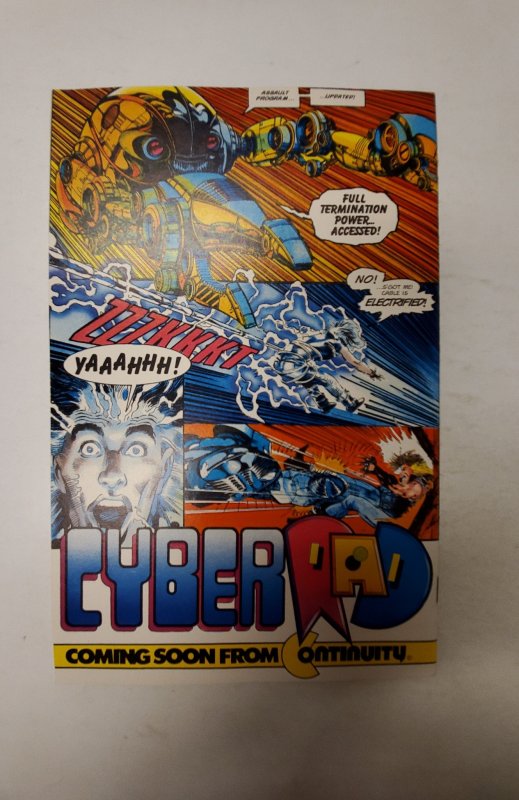 ASSAULT
PROGRAM...
...UPDATED!
FULL
TERMINATION
POWER...
ACCESSED!
NO!
...S'GOT ME!
CABLE IS
ELECTRIFIED!
ZZZZKKKKT
YAAAHHH!
CYBERRAD
COMING SOON FROM CONTINUITY